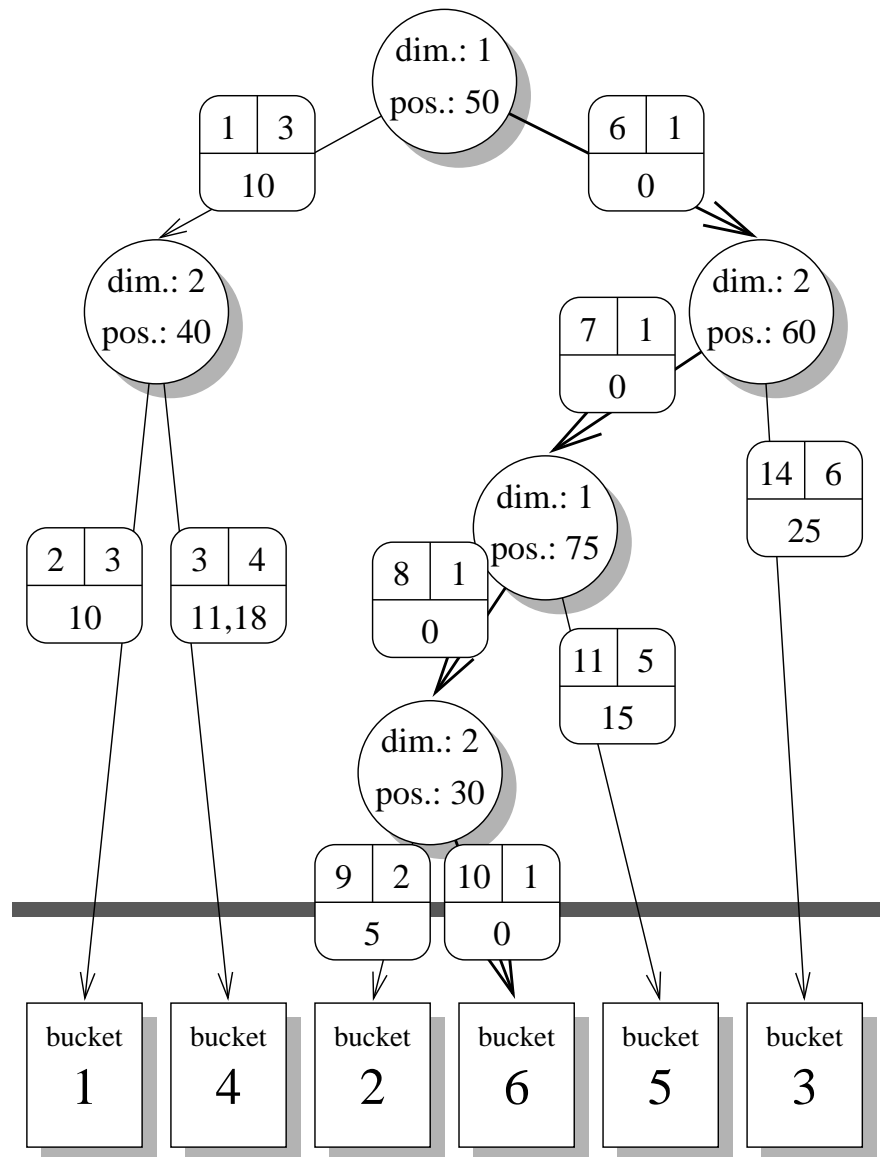 dim.: 1
pos.: 50
1 3
10
6 1
0
dim.: 2
pos.: 40
dim.: 2
pos.: 60
7 1
0
14 6
25
dim.: 1
pos.: 75
2 3
10
3 4
11,18
8 1
0
11 5
15
dim.: 2
pos.: 30
9 2
5
10 1
0
bucket
1
bucket
4
bucket
2
bucket
6
bucket
5
bucket
3